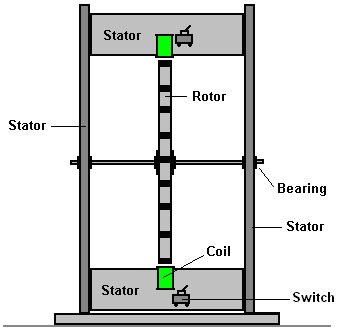 Stator
Rotor
Stator
Bearing
Stator
Coil
Stator
Switch